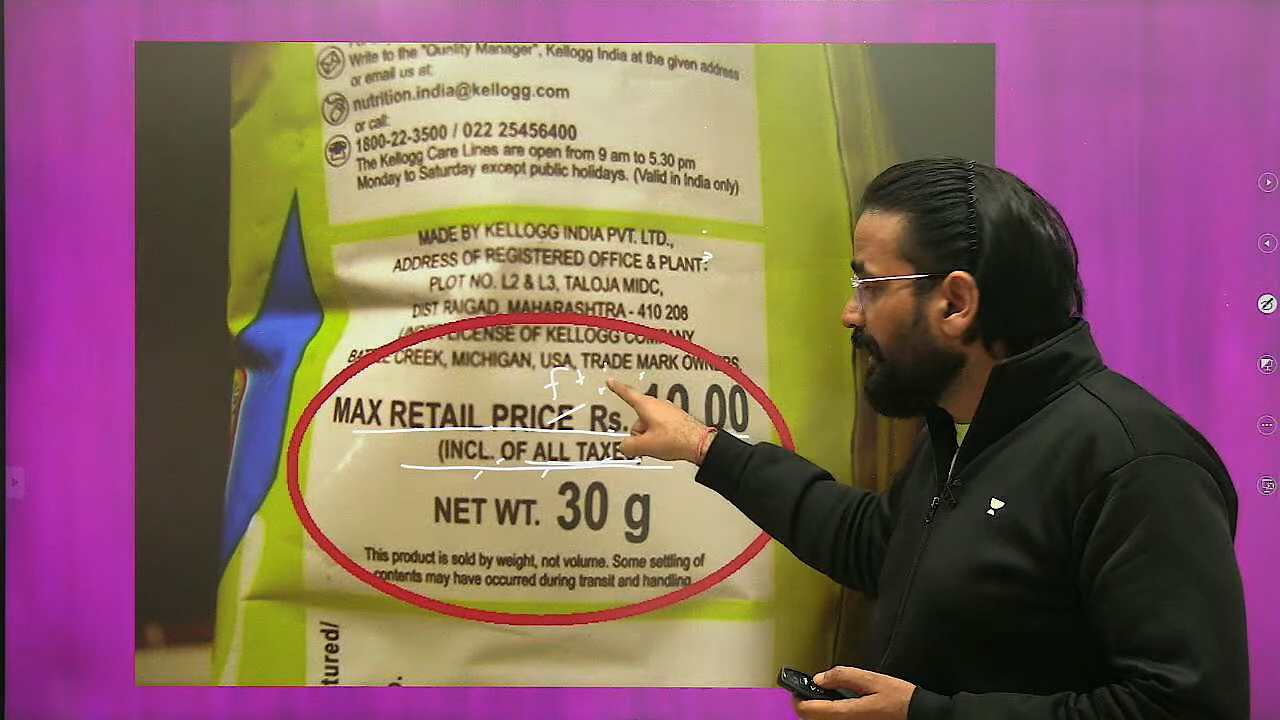 Write to the "Quality Manager", Kellogg India at the given address
or email us at:
nutrition.india@kellogg.com
or call:
1800-22-3500 / 022 25456400
The Kellogg Care Lines are open from 9 am to 5.30 pm
Monday to Saturday except public holidays. (Valid in India only)
MADE BY KELLOGG INDIA PVT. LTD.,
ADDRESS OF REGISTERED OFFICE & PLANT:
PLOT NO. L2 & L3, TALOJA MIDC,
DIST RAIGAD, MAHARASHTRA - 410 208
LICENSE OF KELLOGG COMPANY
CREEK, MICHIGAN, USA, TRADE MARK OWNERS
MAX RETAIL PRICE Rs. 10.00
(INCL. OF ALL TAXES)
NET WT. 30 g
This product is sold by weight, not volume. Some settling of
contents may have occurred during transit and handling